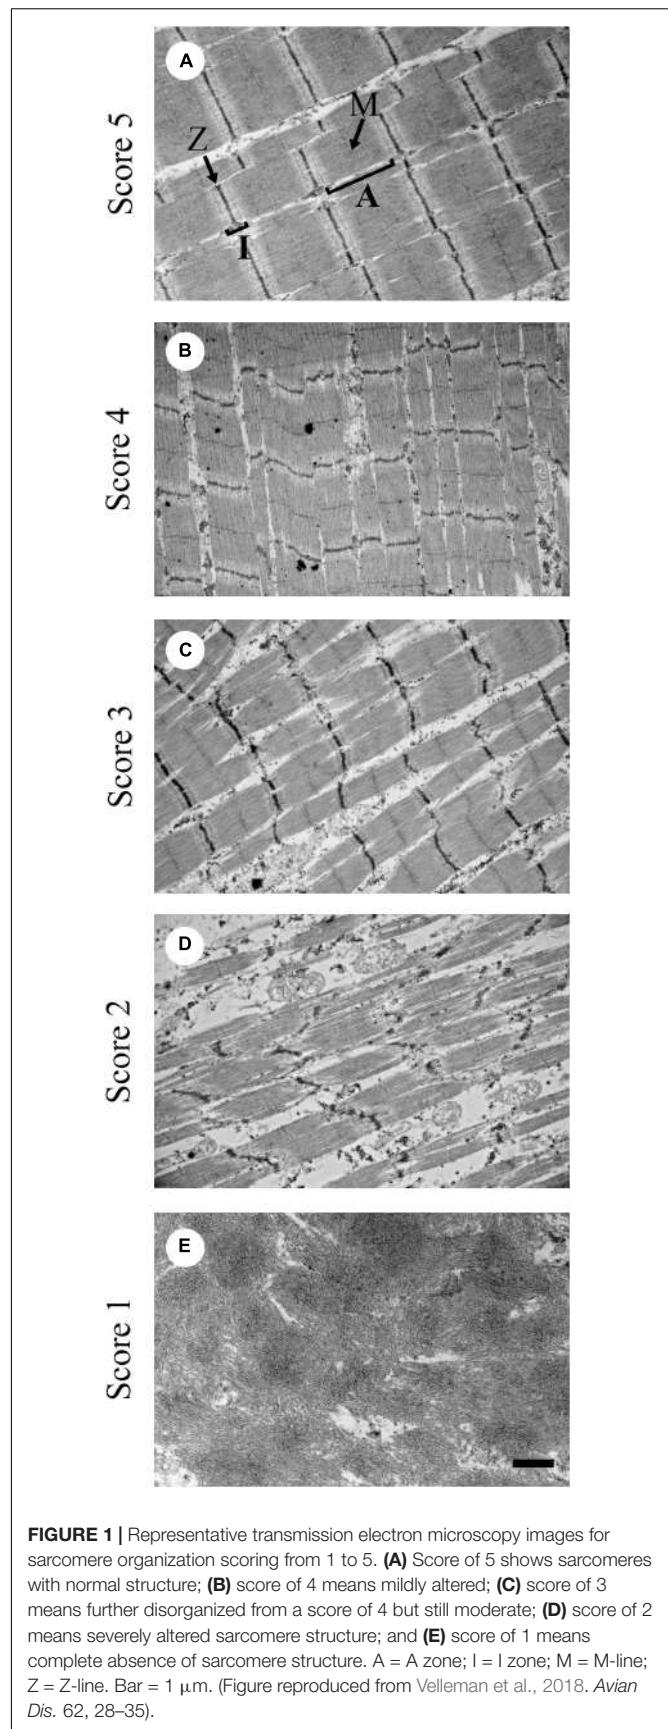 Score 5
A
Z
M
A
I
Score 4
B
Score 3
C
Score 2
D
Score 1
E
FIGURE 1 | Representative transmission electron microscopy images for
sarcomere organization scoring from 1 to 5. (A) Score of 5 shows sarcomeres
with normal structure; (B) score of 4 means mildly altered; (C) score of 3
means further disorganized from a score of 4 but still moderate; (D) score of 2
means severely altered sarcomere structure; and (E) score of 1 means
complete absence of sarcomere structure. A = A zone; I = I zone; M = M-line;
Z = Z-line. Bar = 1 μm. (Figure reproduced from Velleman et al., 2018. Avian
Dis. 62, 28–35).